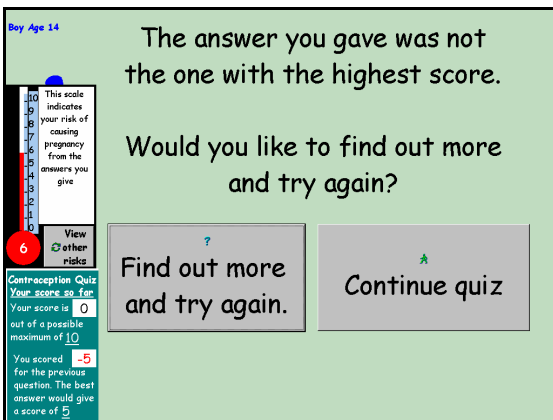 Boy Age 14
The answer you gave was not
the one with the highest score.
Would you like to find out more
and try again?
10
9
8
7
6
5
4
3
2
1
0
This scale
indicates
your risk of
causing
pregnancy
from the
answers you
give
6
View
other
risks
?
Find out more
and try again.
Continue quiz
Contraception Quiz
Your score so far
Your score is 0
out of a possible
maximum of 10
You scored -5
for the previous
question. The best
answer would give
a score of 5